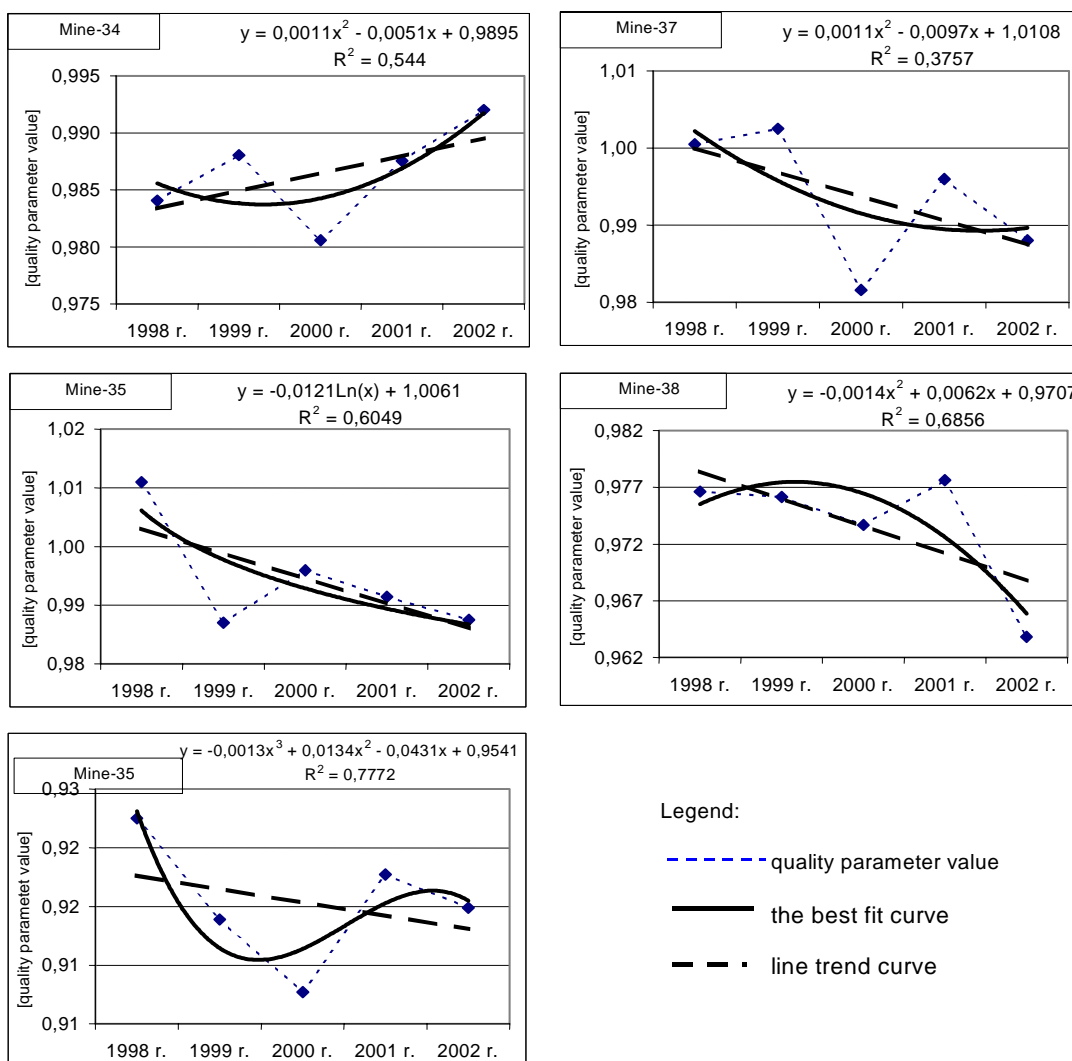 Mine-34
y = 0,0011x² - 0,0051x + 0,9895
R² = 0,544
[quality parameter value]
0,995
0,990
0,985
0,980
0,975
1998 r. 1999 r. 2000 r. 2001 r. 2002 r.
Mine-37
y = 0,0011x² - 0,0097x + 1,0108
R² = 0,3757
[quality parameter value]
1,01
1,00
0,99
0,98
1998 r. 1999 r. 2000 r. 2001 r. 2002 r.
Mine-35
y = -0,0121Ln(x) + 1,0061
R² = 0,6049
[quality parameter value]
1,02
1,01
1,00
0,99
0,98
1998 r. 1999 r. 2000 r. 2001 r. 2002 r.
Mine-38
y = -0,0014x² + 0,0062x + 0,9707
R² = 0,6856
[quality parameter value]
0,982
0,977
0,972
0,967
0,962
1998 r. 1999 r. 2000 r. 2001 r. 2002 r.
y = -0,0013x³ + 0,0134x² - 0,0431x + 0,9541
Mine-35
R² = 0,7772
[quality parametet value]
0,93
0,92
0,92
0,91
0,91
1998 r. 1999 r. 2000 r. 2001 r. 2002 r.
Legend:
quality parameter value
the best fit curve
line trend curve